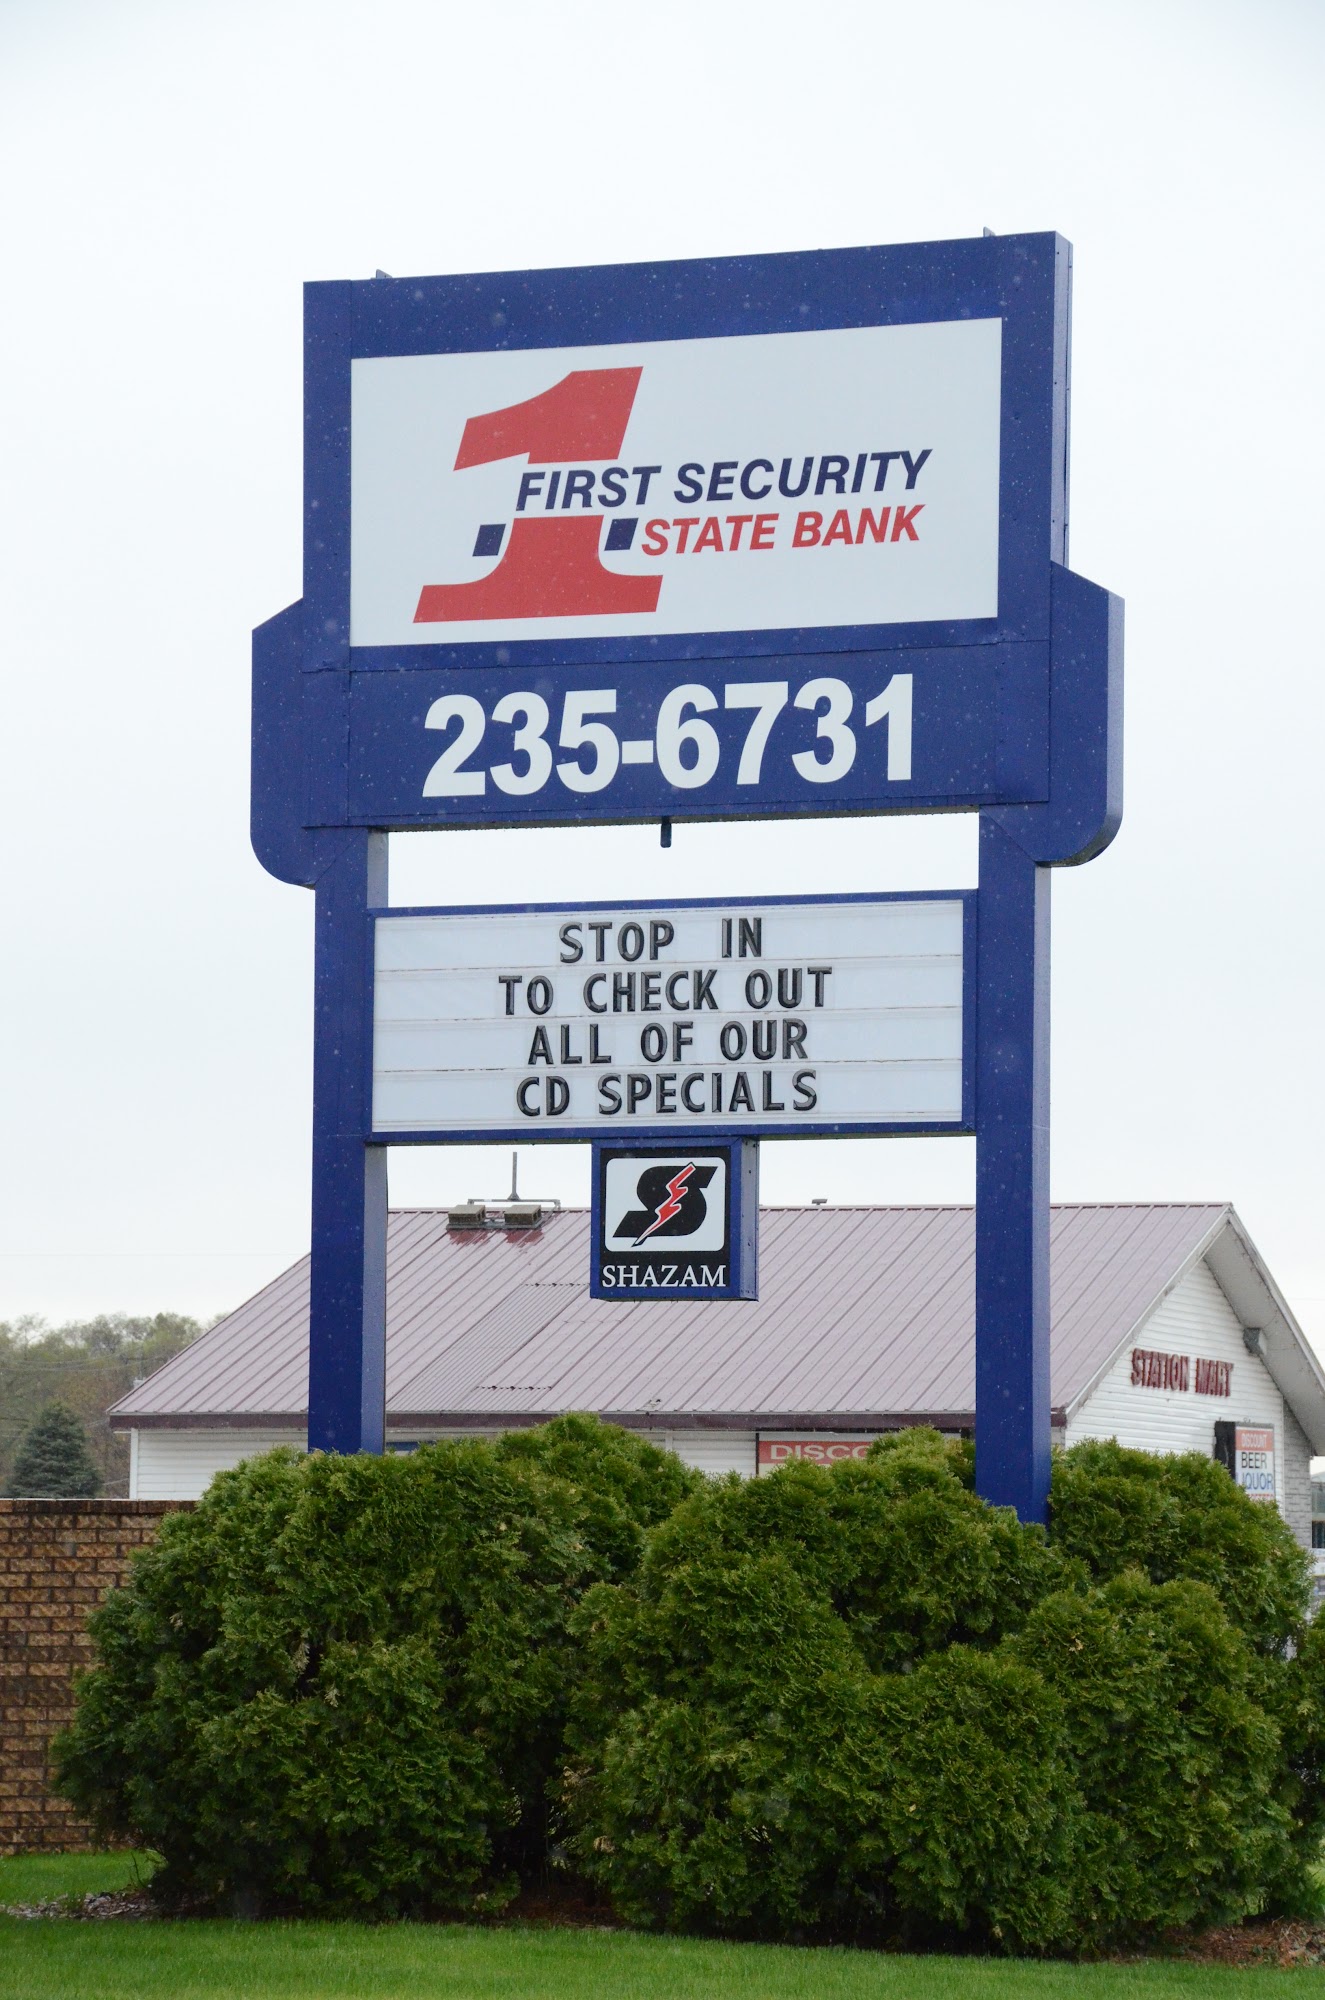 FIRST SECURITY
STATE BANK
235-6731
STOP IN
TO CHECK OUT
ALL OF OUR
CD SPECIALS
SHAZAM
STATION MART
DISCOUNT
BEER